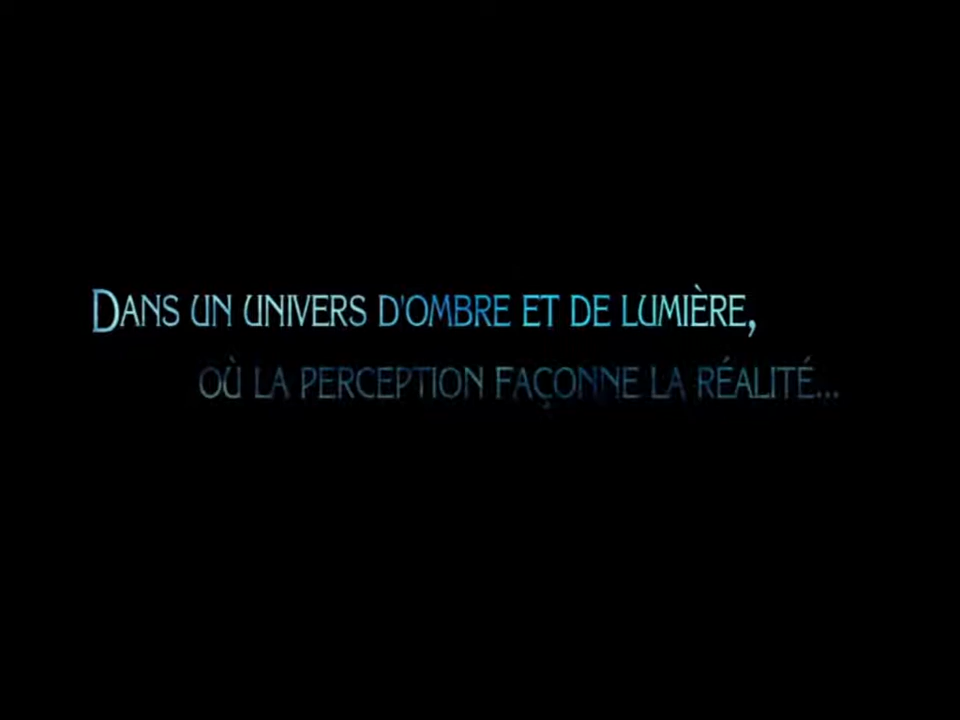 Dans un univers d'ombre et de lumière,
où la perception façonne la réalité...